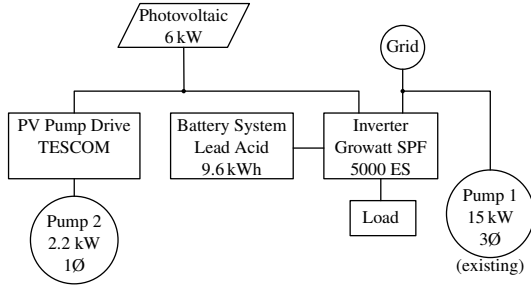 Photovoltaic
6 kW
Grid
PV Pump Drive
TESCOM
Battery System
Lead Acid
9.6 kWh
Inverter
Growatt SPF
5000 ES
Pump 1
15 kW
3Ø
(existing)
Load
Pump 2
2.2 kW
1Ø